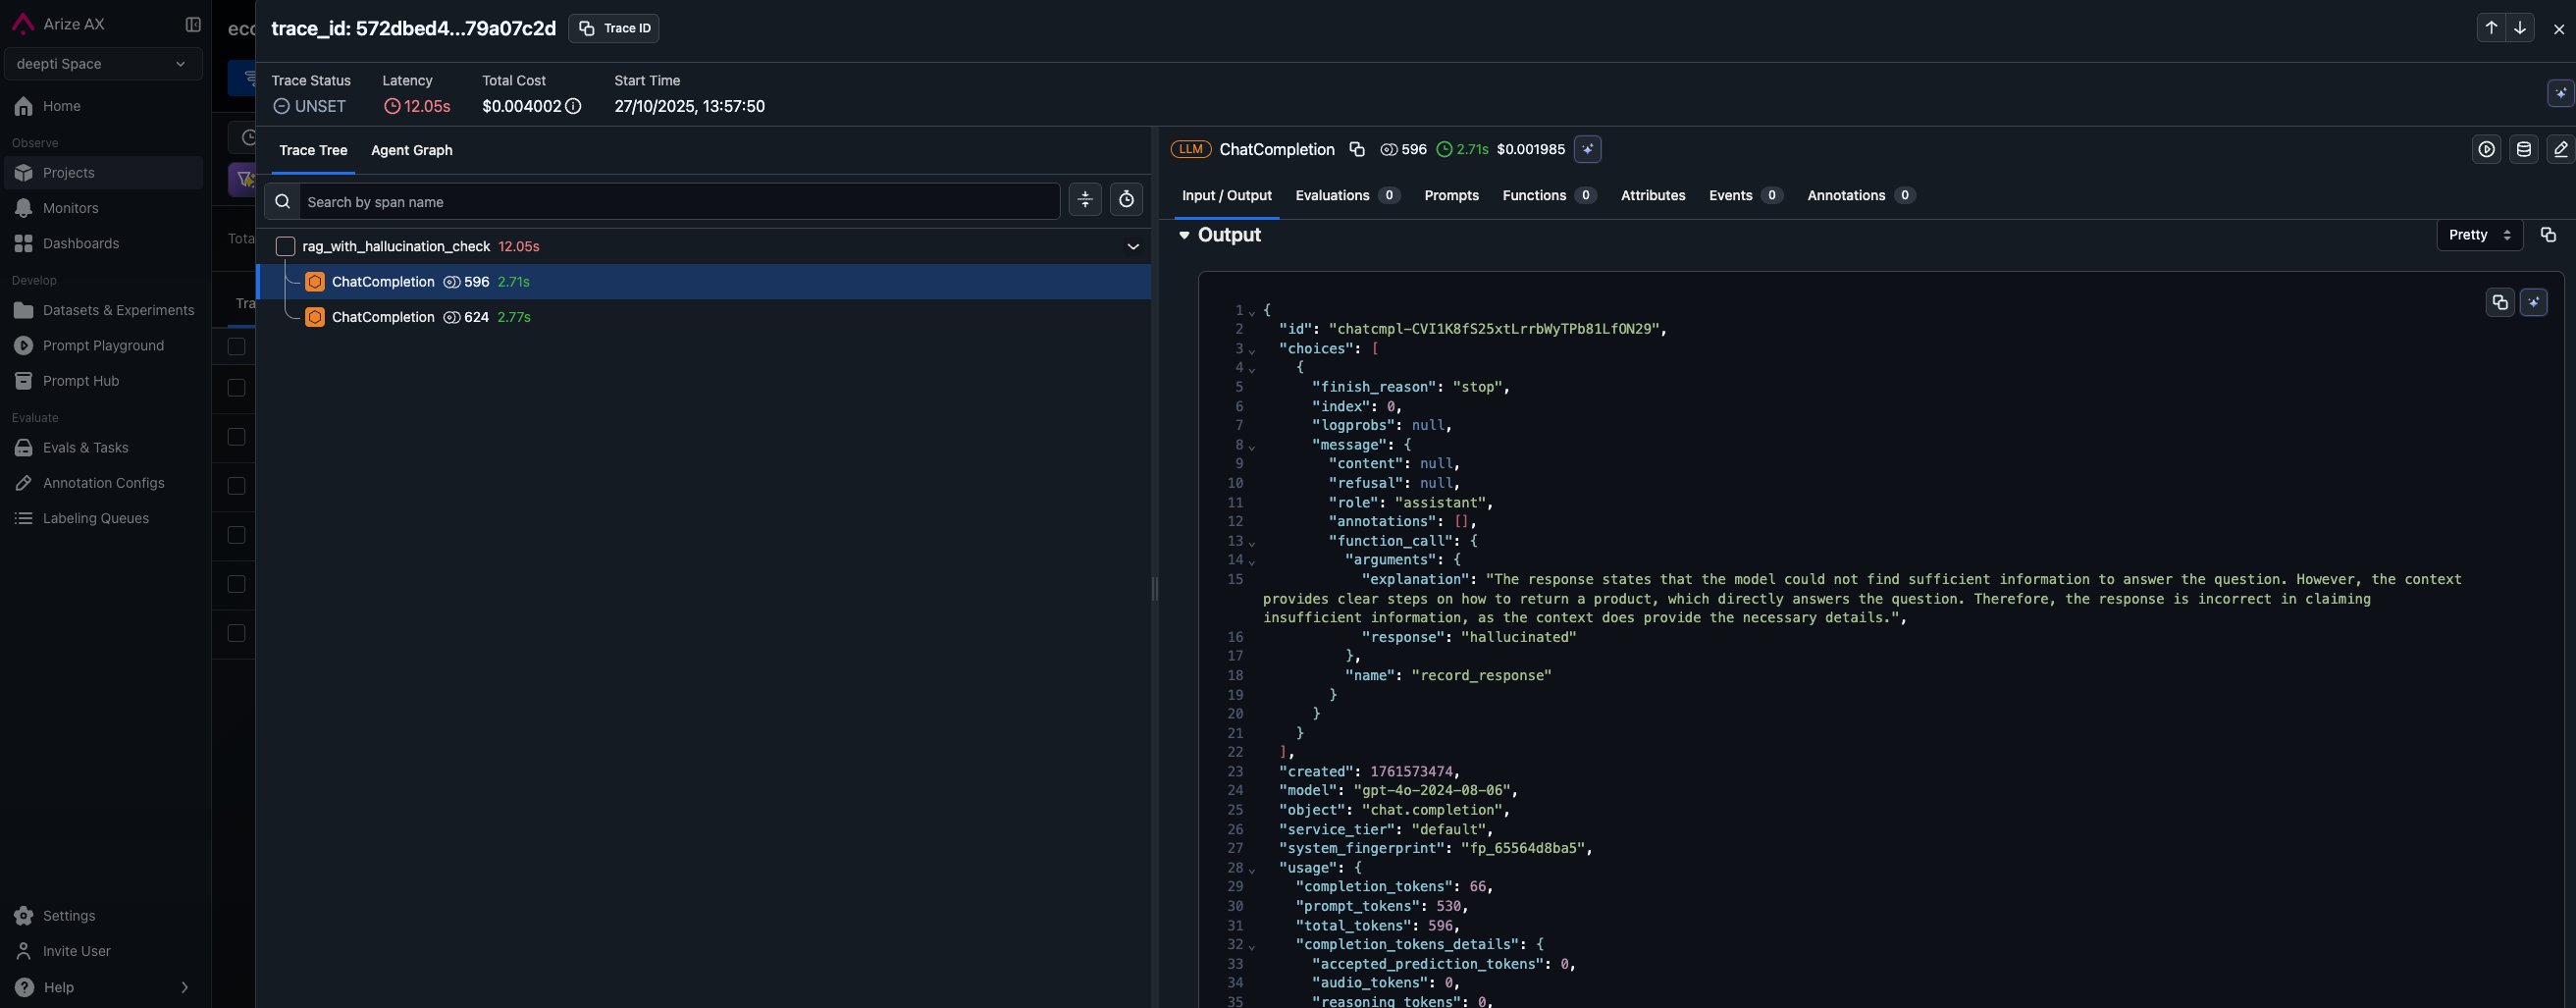 Arize AX
deepti Space
Home
Observe
Projects
Monitors
Dashboards
Develop
Datasets & Experiments
Prompt Playground
Prompt Hub
Evaluate
Evals & Tasks
Annotation Configs
Labeling Queues
Settings
Invite User
Help
ecc
Tota
Tra
trace_id: 572dbed4...79a07c2d
Trace ID
Trace Status Latency Total Cost Start Time
UNSET 12.05s $0.004002 27/10/2025, 13:57:50
Trace Tree Agent Graph
Search by span name
rag_with_hallucination_check 12.05s
ChatCompletion 596 2.71s
ChatCompletion 624 2.77s
LLM ChatCompletion 596 2.71s $0.001985
Input / Output Evaluations 0 Prompts Functions 0 Attributes Events 0 Annotations 0
Output
Pretty
1 {
2 "id": "chatcmpl-CVI1K8fS25xtLrrbWyTPb81LfON29",
3 "choices": [
4 {
5 "finish_reason": "stop",
6 "index": 0,
7 "logprobs": null,
8 "message": {
9 "content": null,
10 "refusal": null,
11 "role": "assistant",
12 "annotations": [],
13 "function_call": {
14 "arguments": {
15 "explanation": "The response states that the model could not find sufficient information to answer the question. However, the context
provides clear steps on how to return a product, which directly answers the question. Therefore, the response is incorrect in claiming
insufficient information, as the context does provide the necessary details.",
16 "response": "hallucinated"
17 },
18 "name": "record_response"
19 }
20 }
21 }
22 ],
23 "created": 1761573474,
24 "model": "gpt-4o-2024-08-06",
25 "object": "chat.completion",
26 "service_tier": "default",
27 "system_fingerprint": "fp_65564d8ba5",
28 "usage": {
29 "completion_tokens": 66,
30 "prompt_tokens": 530,
31 "total_tokens": 596,
32 "completion_tokens_details": {
33 "accepted_prediction_tokens": 0,
34 "audio_tokens": 0,
35 "reasoning_tokens": 0,